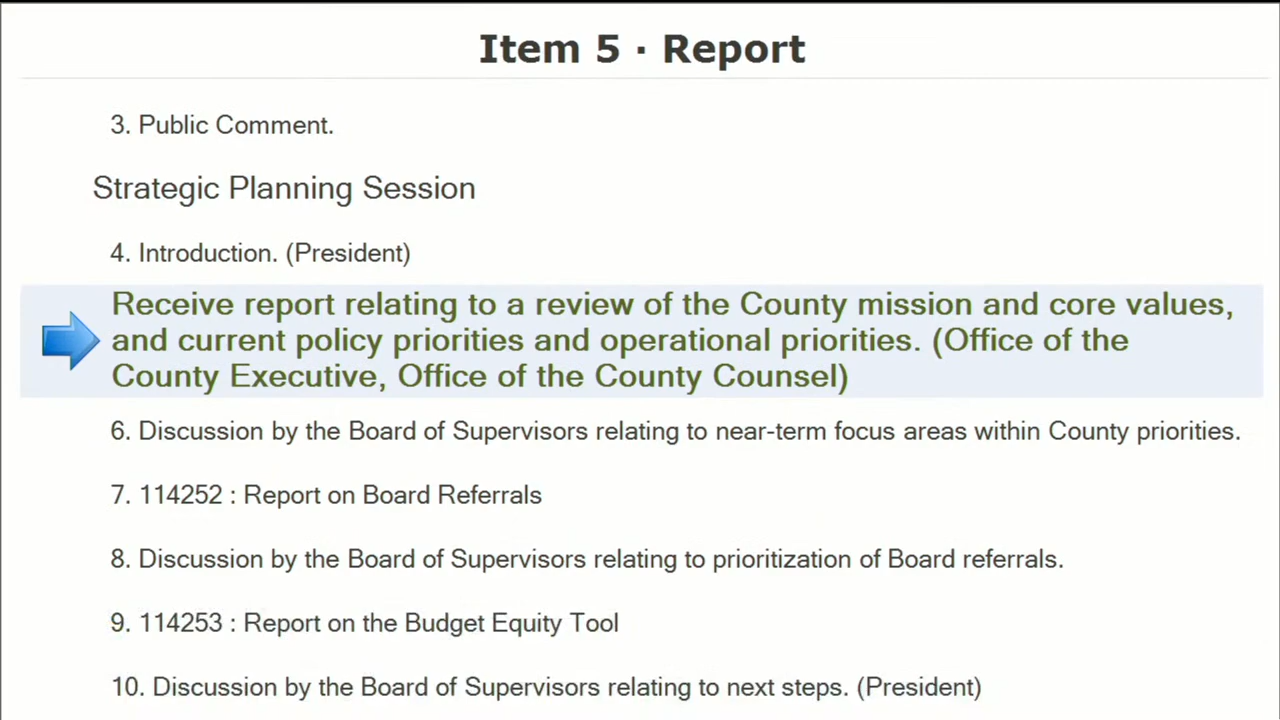 Item 5 · Report
3. Public Comment.
Strategic Planning Session
4. Introduction. (President)
Receive report relating to a review of the County mission and core values,
and current policy priorities and operational priorities. (Office of the
County Executive, Office of the County Counsel)
6. Discussion by the Board of Supervisors relating to near-term focus areas within County priorities.
7. 114252 : Report on Board Referrals
8. Discussion by the Board of Supervisors relating to prioritization of Board referrals.
9. 114253 : Report on the Budget Equity Tool
10. Discussion by the Board of Supervisors relating to next steps. (President)